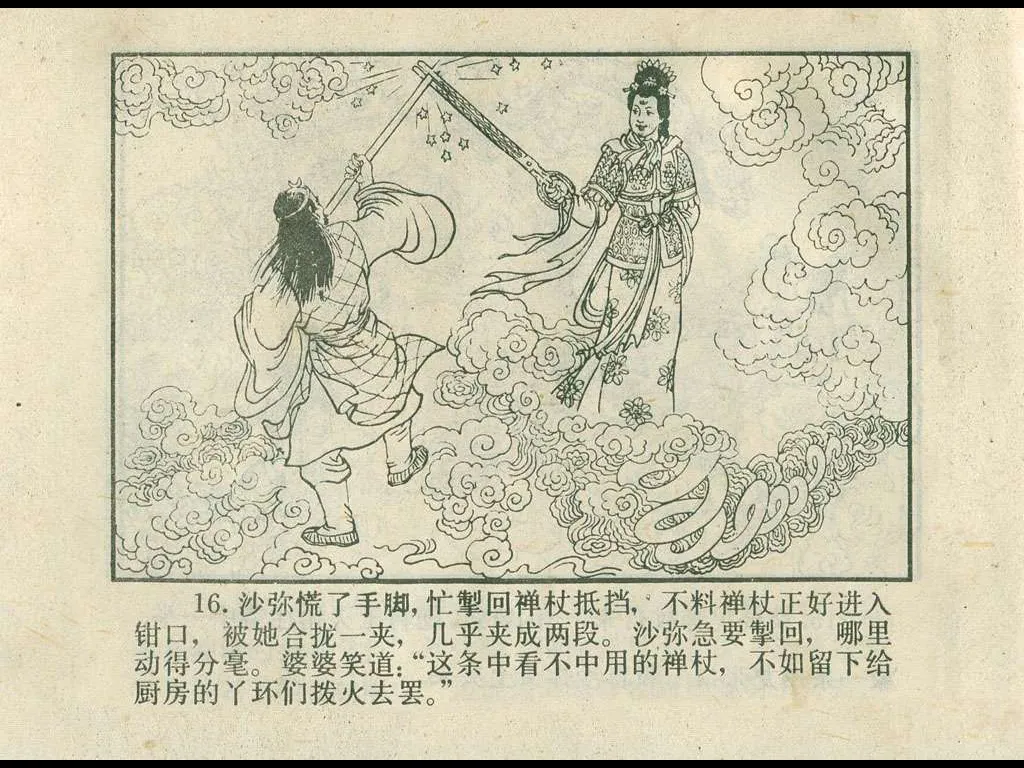 16. 沙弥慌了手脚，忙掣回禅杖抵挡，不料禅杖正好进入
钳口，被她合拢一夹，几乎夹成两段。沙弥急要掣回，哪里
动得分毫。婆婆笑道：“这条中看不中用的禅杖，不如留下给
厨房的丫环们拨火去罢。”